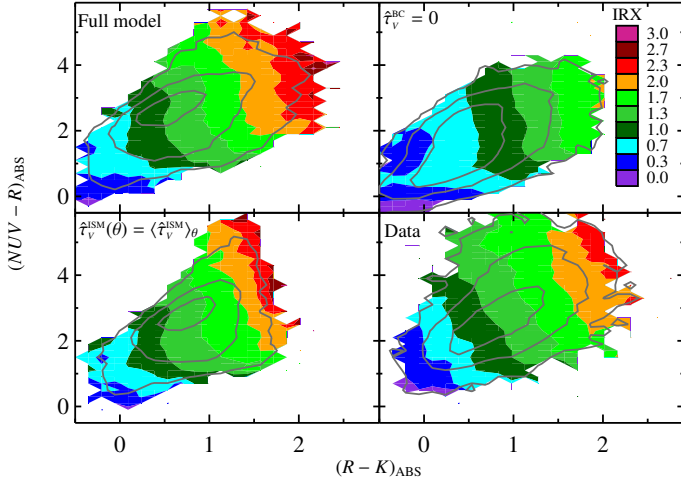 Full model
τ̂_V^BC = 0
IRX
3.0
2.7
2.3
2.0
1.7
1.3
1.0
0.7
0.3
0.0
4
2
0
(NUV − R)_ABS
τ̂_V^ISM(θ) = ⟨τ̂_V^ISM⟩_θ
Data
4
2
0
(NUV − R)_ABS
0 1 2 0 1 2
(R − K)_ABS